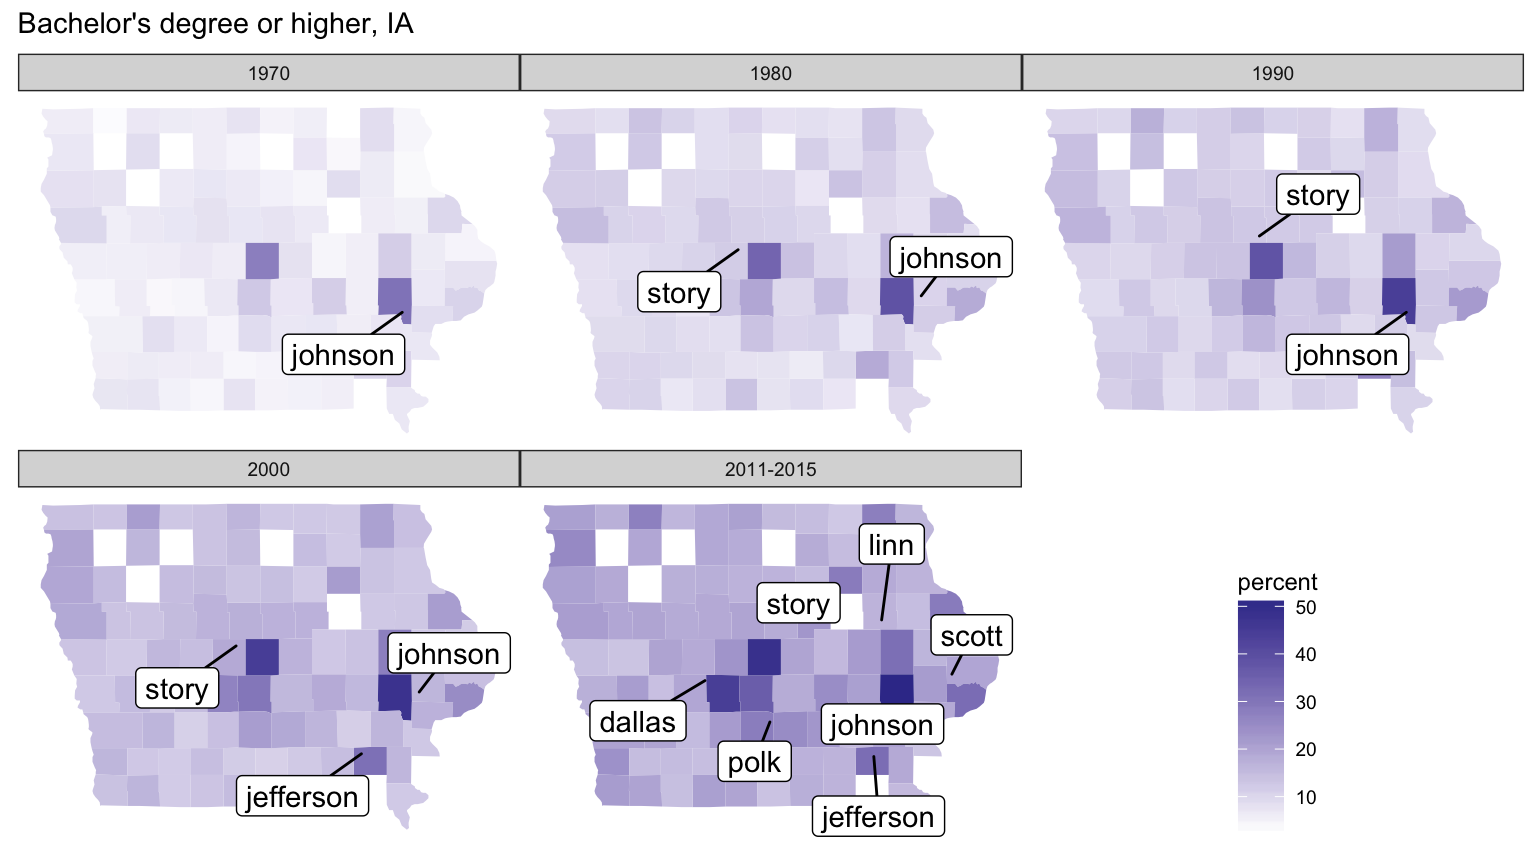 Bachelor's degree or higher, IA
1970
1980
1990
johnson
story
johnson
story
johnson
2000
2011-2015
story
johnson
jefferson
linn
story
scott
dallas
johnson
polk
jefferson
percent
50
40
30
20
10